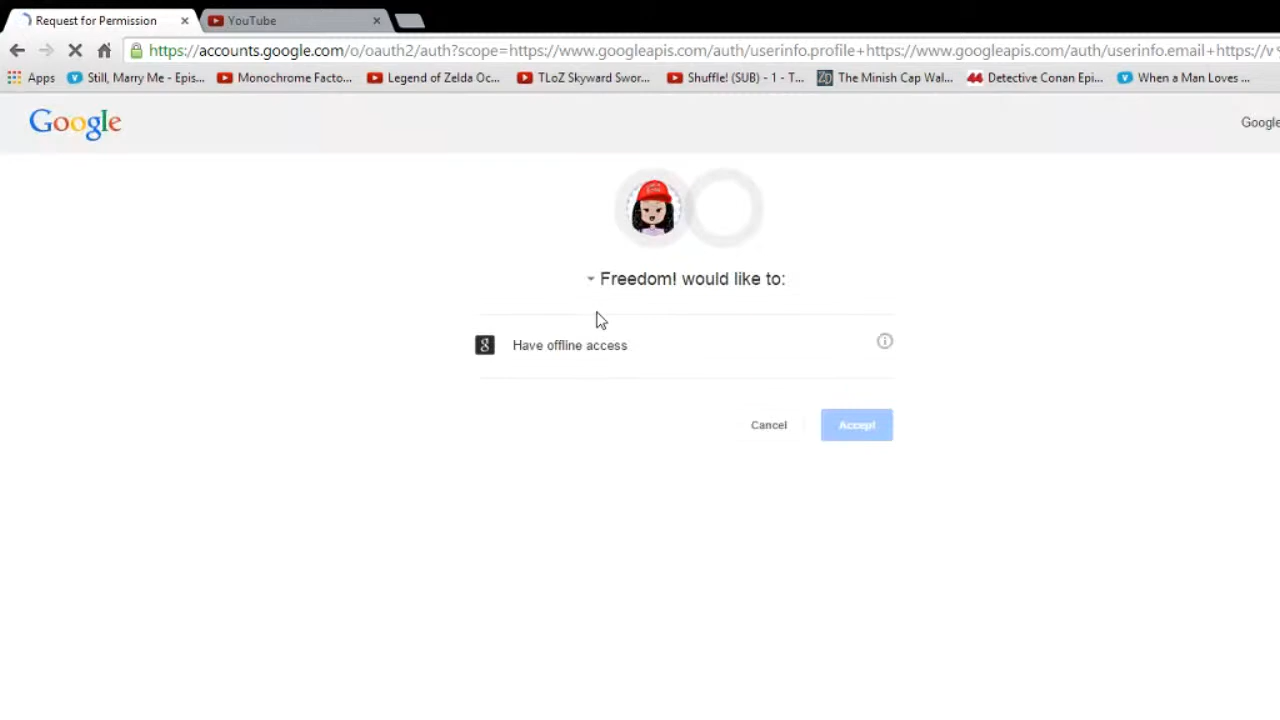 Request for Permission
YouTube
https://accounts.google.com/o/oauth2/auth?scope=https://www.googleapis.com/auth/userinfo.profile+https://www.googleapis.com/auth/userinfo.email+https://
Apps
Still, Marry Me - Epis...
Monochrome Facto...
Legend of Zelda Oc...
TLoZ Skyward Swor...
Shuffle! (SUB) - 1 - T...
The Minish Cap Wal...
Detective Conan Epi...
When a Man Loves ...
Google
Google
Freedom! would like to:
Have offline access
Cancel
Accept